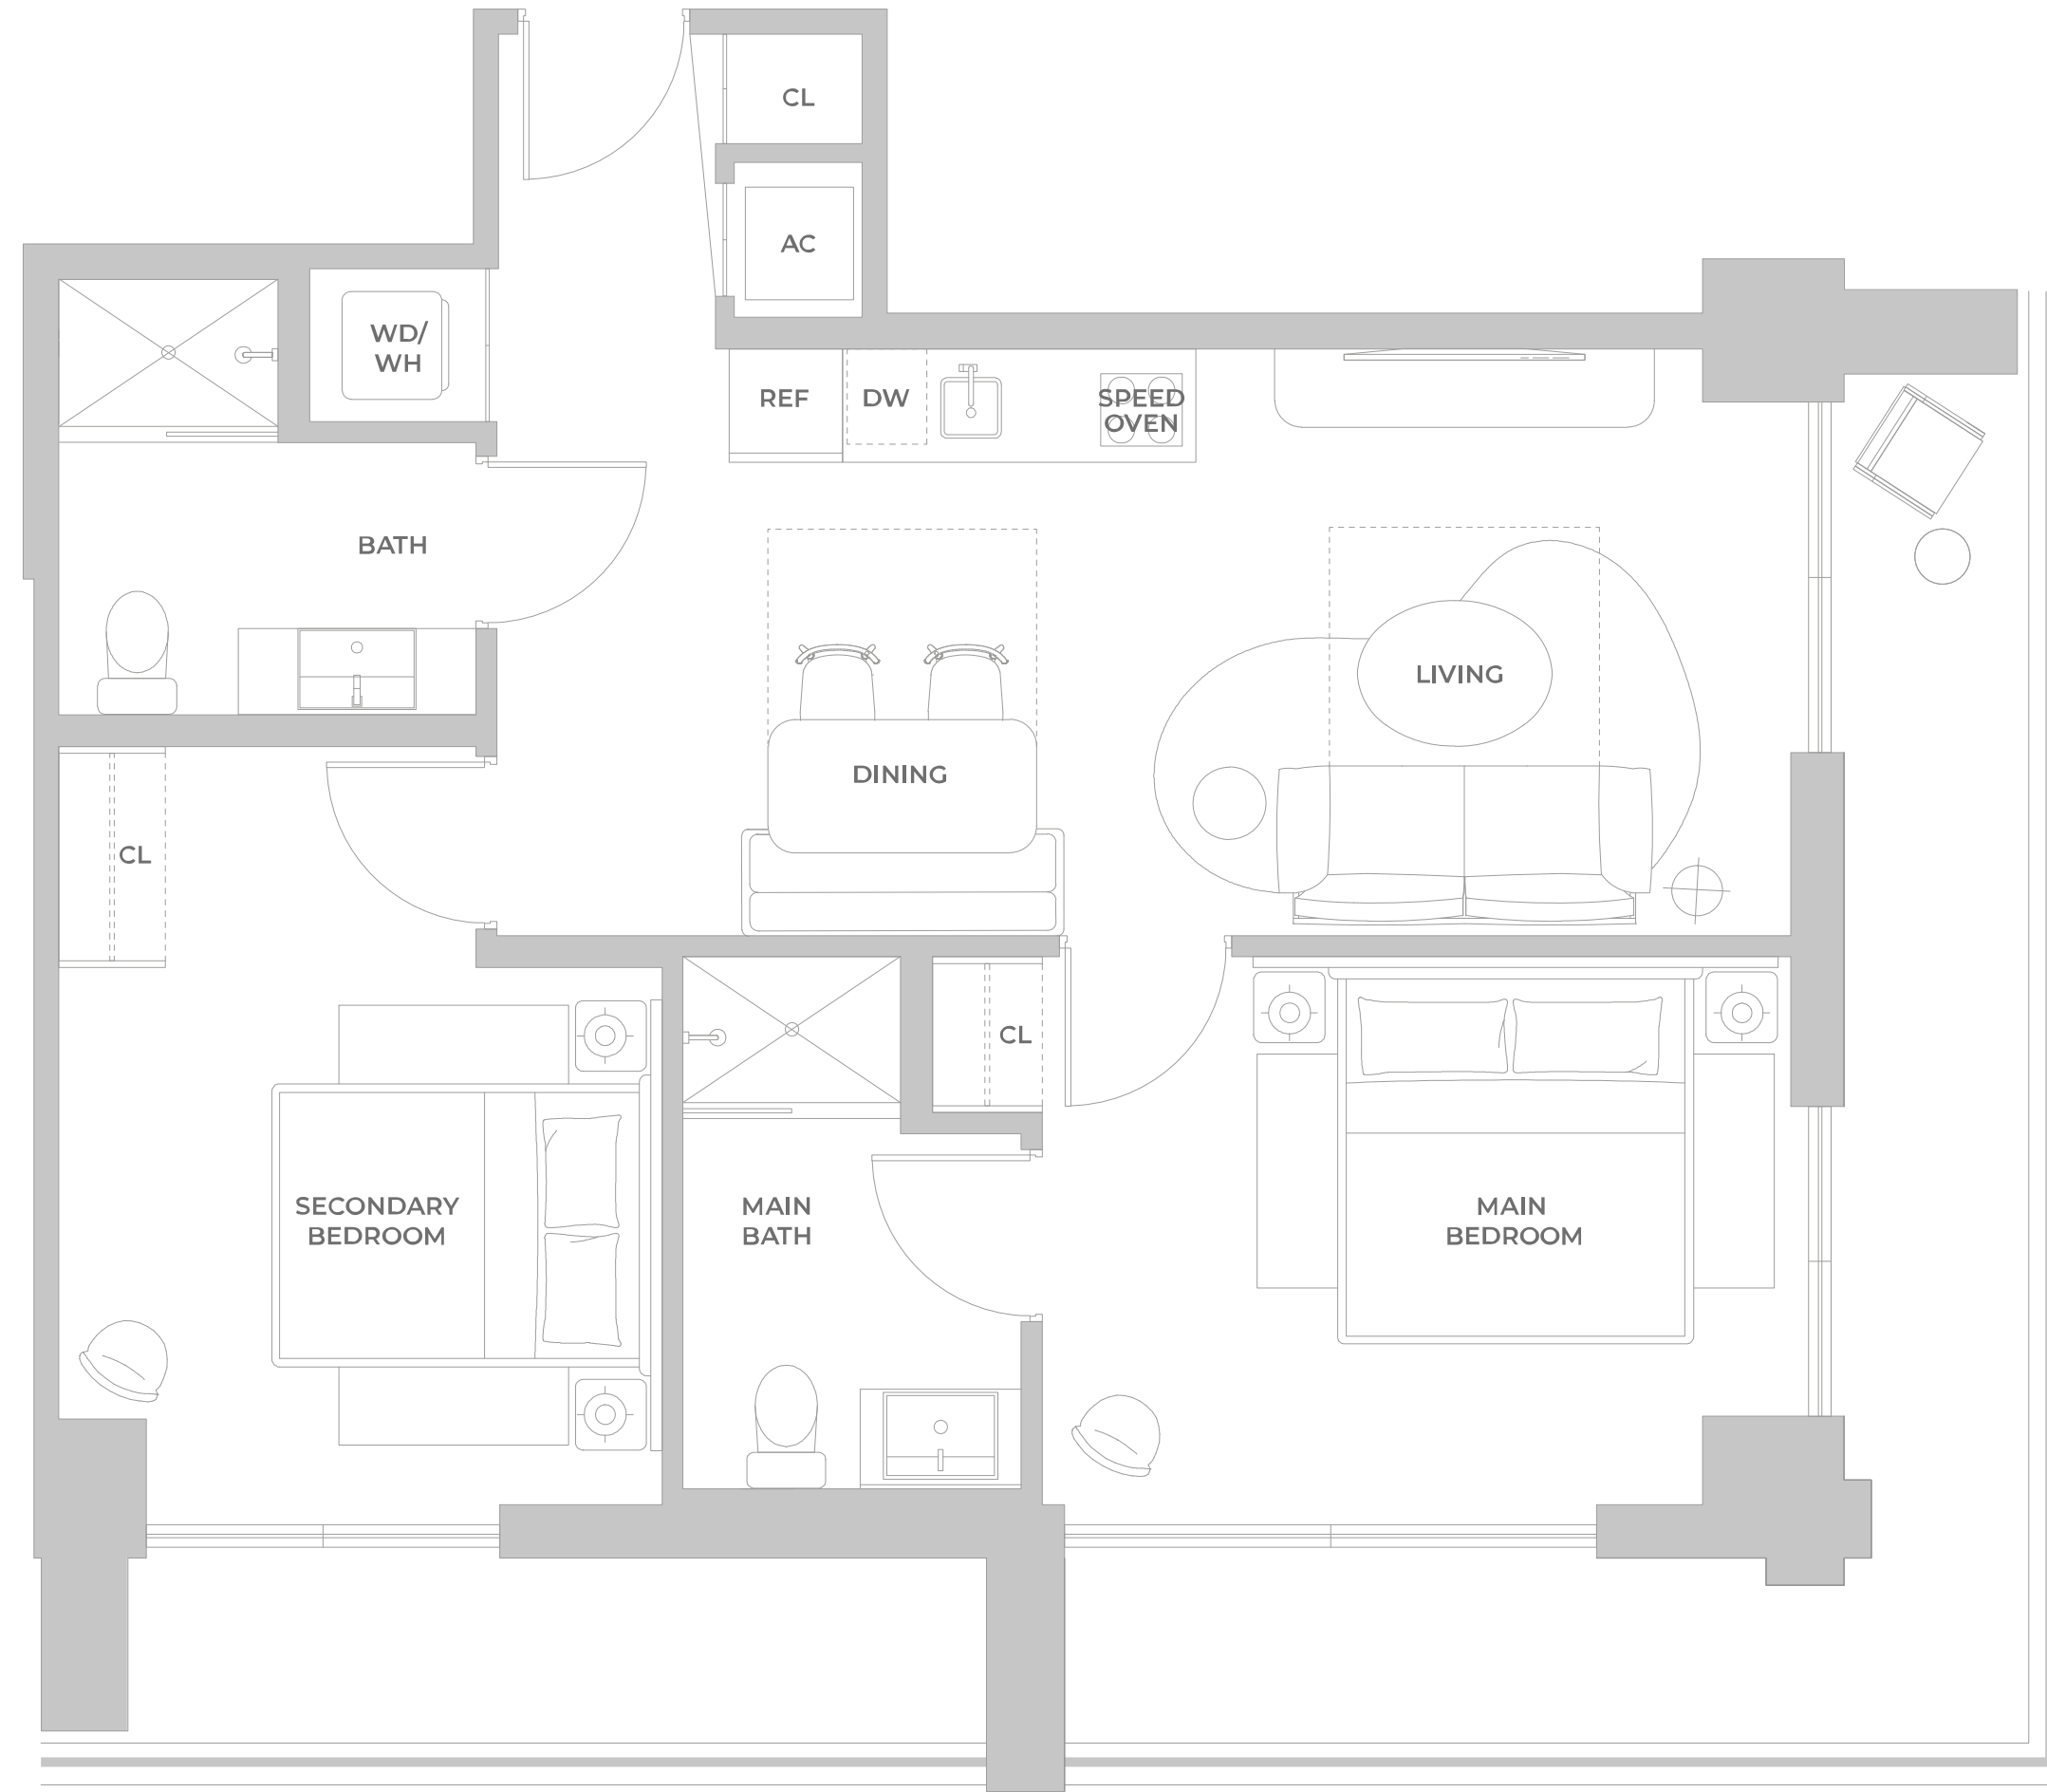 CL
AC
WD/
WH
REF
DW
SPEED
OVEN
BATH
LIVING
DINING
CL
CL
SECONDARY
BEDROOM
MAIN
BATH
MAIN
BEDROOM